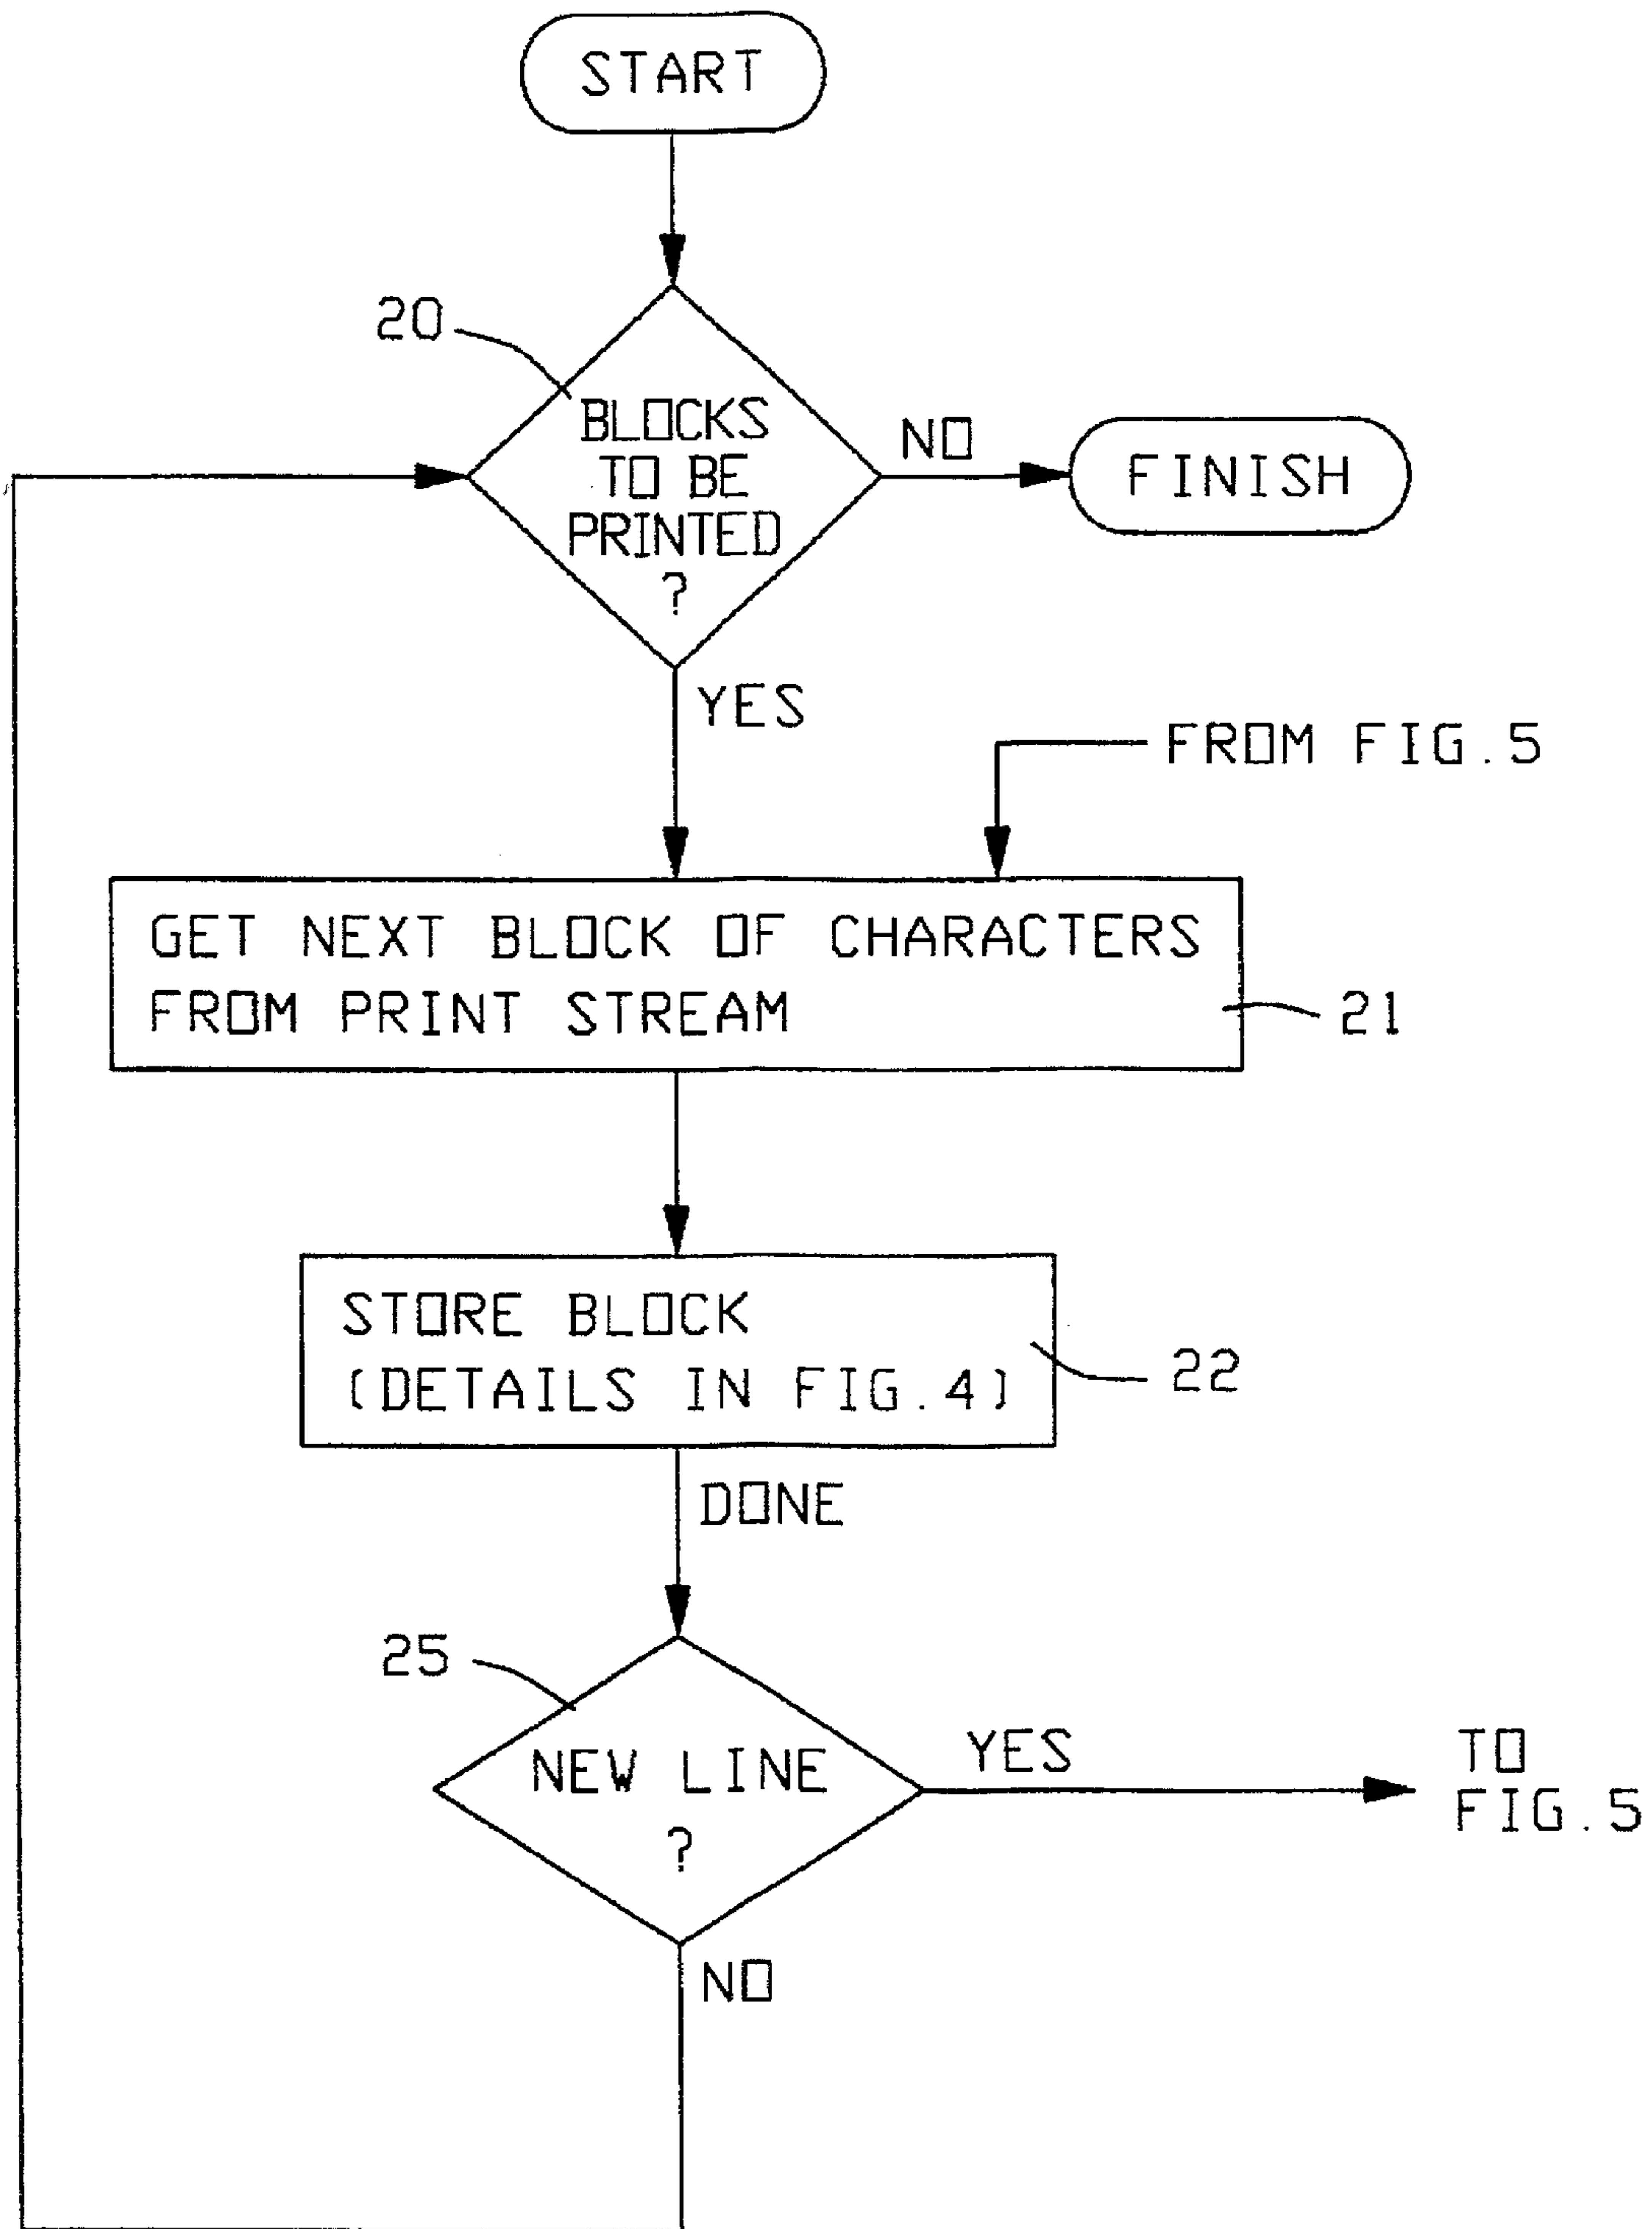 START
20
BLOCKS
TO BE
PRINTED
?
NO
FINISH
YES
FROM FIG.5
GET NEXT BLOCK OF CHARACTERS
FROM PRINT STREAM
21
STORE BLOCK
(DETAILS IN FIG.4)
22
DONE
25
NEW LINE
?
YES
TO
FIG.5
NO